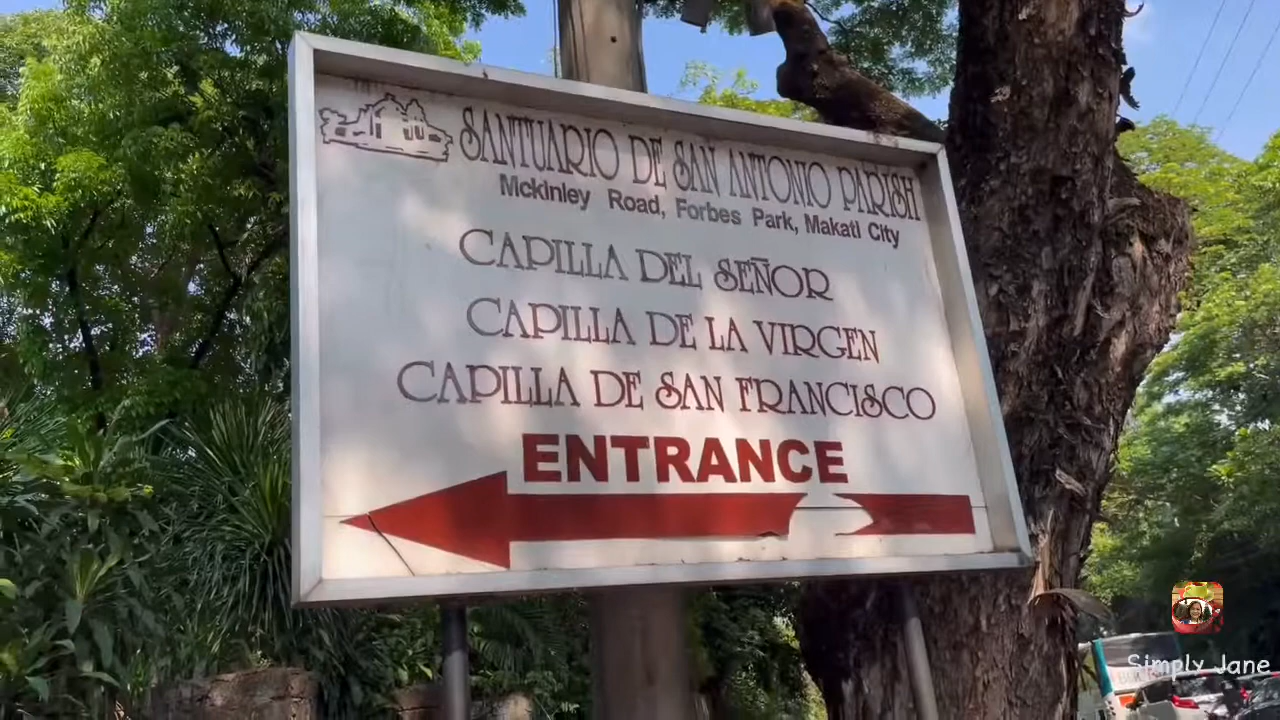 SANTUARIO DE SAN ANTONIO PARISH
Mckinley Road, Forbes Park, Makati City
CAPILLA DEL SEÑOR
CAPILLA DE LA VIRGEN
CAPILLA DE SAN FRANCISCO
ENTRANCE
Simply Jane